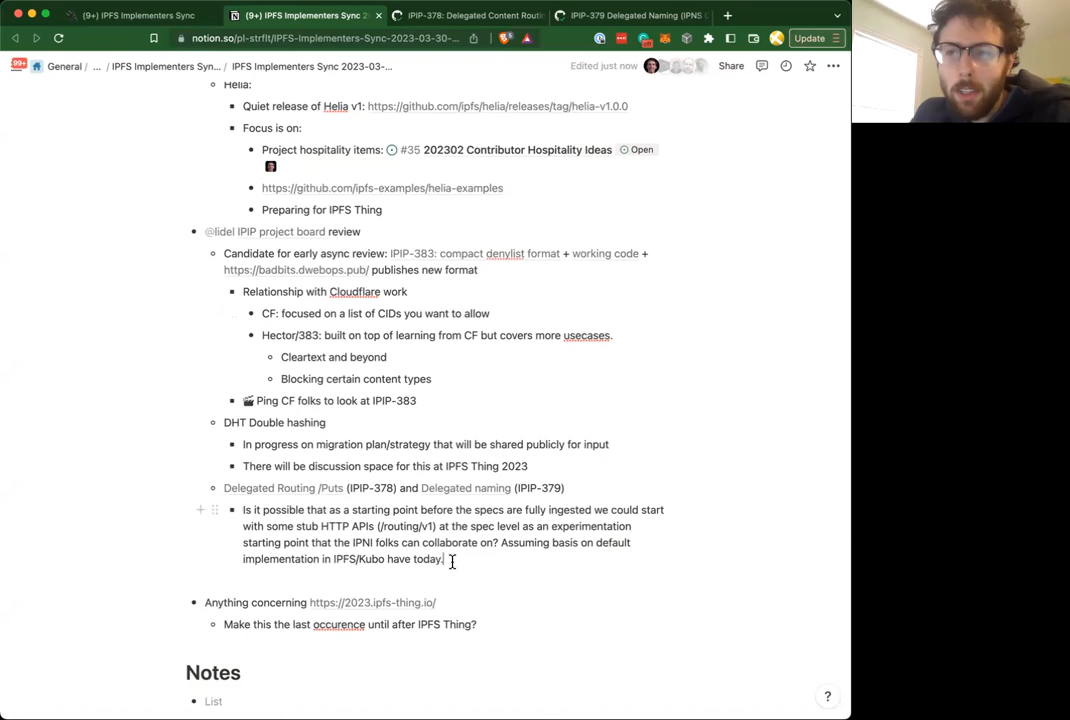 (9+) IPFS Implementers Sync
(9+) IPFS Implementers Sync 2
IPIP-378: Delegated Content Routin
IPIP-379 Delegated Naming (IPNS
notion.so/pl-strflt/IPFS-Implementers-Sync-2023-03-30-...
Update
99+
General / ... / IPFS Implementers Syn... / IPFS Implementers Sync 2023-03-...
Edited just now
Share
Helia:
Quiet release of Helia v1: https://github.com/ipfs/helia/releases/tag/helia-v1.0.0
Focus is on:
Project hospitality items: #35 202302 Contributor Hospitality Ideas Open
https://github.com/ipfs-examples/helia-examples
Preparing for IPFS Thing
@lidel IPIP project board review
Candidate for early async review: IPIP-383: compact denylist format + working code +
https://badbits.dwebops.pub/ publishes new format
Relationship with Cloudflare work
CF: focused on a list of CIDs you want to allow
Hector/383: built on top of learning from CF but covers more usecases.
Cleartext and beyond
Blocking certain content types
🎬 Ping CF folks to look at IPIP-383
DHT Double hashing
In progress on migration plan/strategy that will be shared publicly for input
There will be discussion space for this at IPFS Thing 2023
Delegated Routing /Puts (IPIP-378) and Delegated naming (IPIP-379)
Is it possible that as a starting point before the specs are fully ingested we could start
with some stub HTTP APIs (/routing/v1) at the spec level as an experimentation
starting point that the IPNI folks can collaborate on? Assuming basis on default
implementation in IPFS/Kubo have today.
Anything concerning https://2023.ipfs-thing.io/
Make this the last occurence until after IPFS Thing?
Notes
List
?